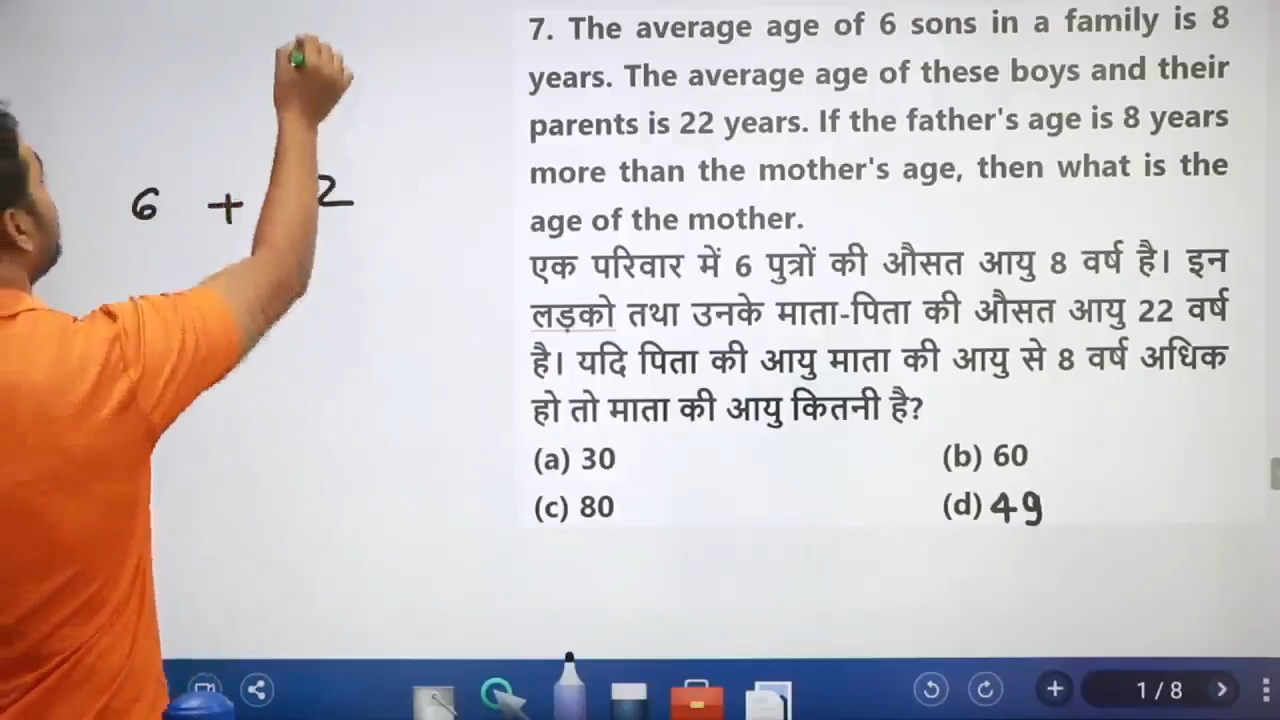 6 + 2
7. The average age of 6 sons in a family is 8
years. The average age of these boys and their
parents is 22 years. If the father's age is 8 years
more than the mother's age, then what is the
age of the mother.
एक परिवार में 6 पुत्रों की औसत आयु 8 वर्ष है। इन
लड़को तथा उनके माता-पिता की औसत आयु 22 वर्ष
है। यदि पिता की आयु माता की आयु से 8 वर्ष अधिक
हो तो माता की आयु कितनी है?
(a) 30 (b) 60
(c) 80 (d) 49
1 / 8